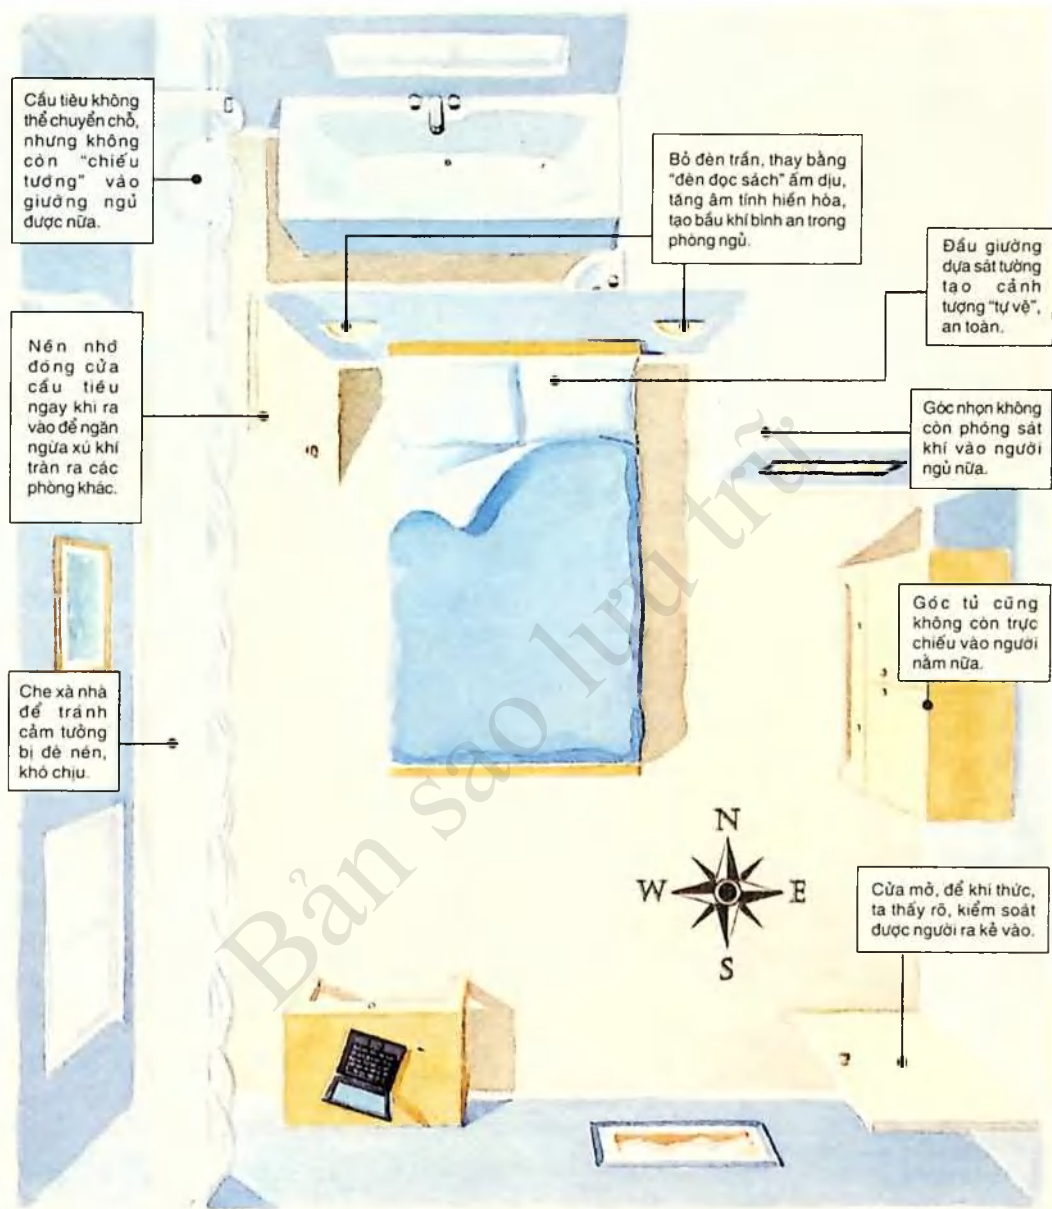 Cầu tiêu không
thể chuyển chỗ,
nhưng không
còn "chiếu
tướng" vào
giường ngủ
được nữa.
Bỏ đèn trần, thay bằng
"đèn đọc sách" ấm dịu,
tăng âm tính hiền hòa,
tạo bầu khí bình an trong
phòng ngủ.
Đầu giường
dựa sát tường
tạo cảnh
tượng "tự vệ",
an toàn.
Nên nhớ
đóng cửa
cầu tiêu
ngay khi ra
vào để ngăn
ngừa xú khí
tràn ra các
phòng khác.
Góc nhọn không
còn phóng sát
khí vào người
ngủ nữa.
Góc tủ cũng
không còn trực
chiếu vào người
nằm nữa.
Che xà nhà
để tránh
cảm tưởng
bị đè nén,
khó chịu.
N
W E
S
Cửa mở, để khi thức,
ta thấy rõ, kiểm soát
được người ra kẻ vào.
Bản sao lưu trữ